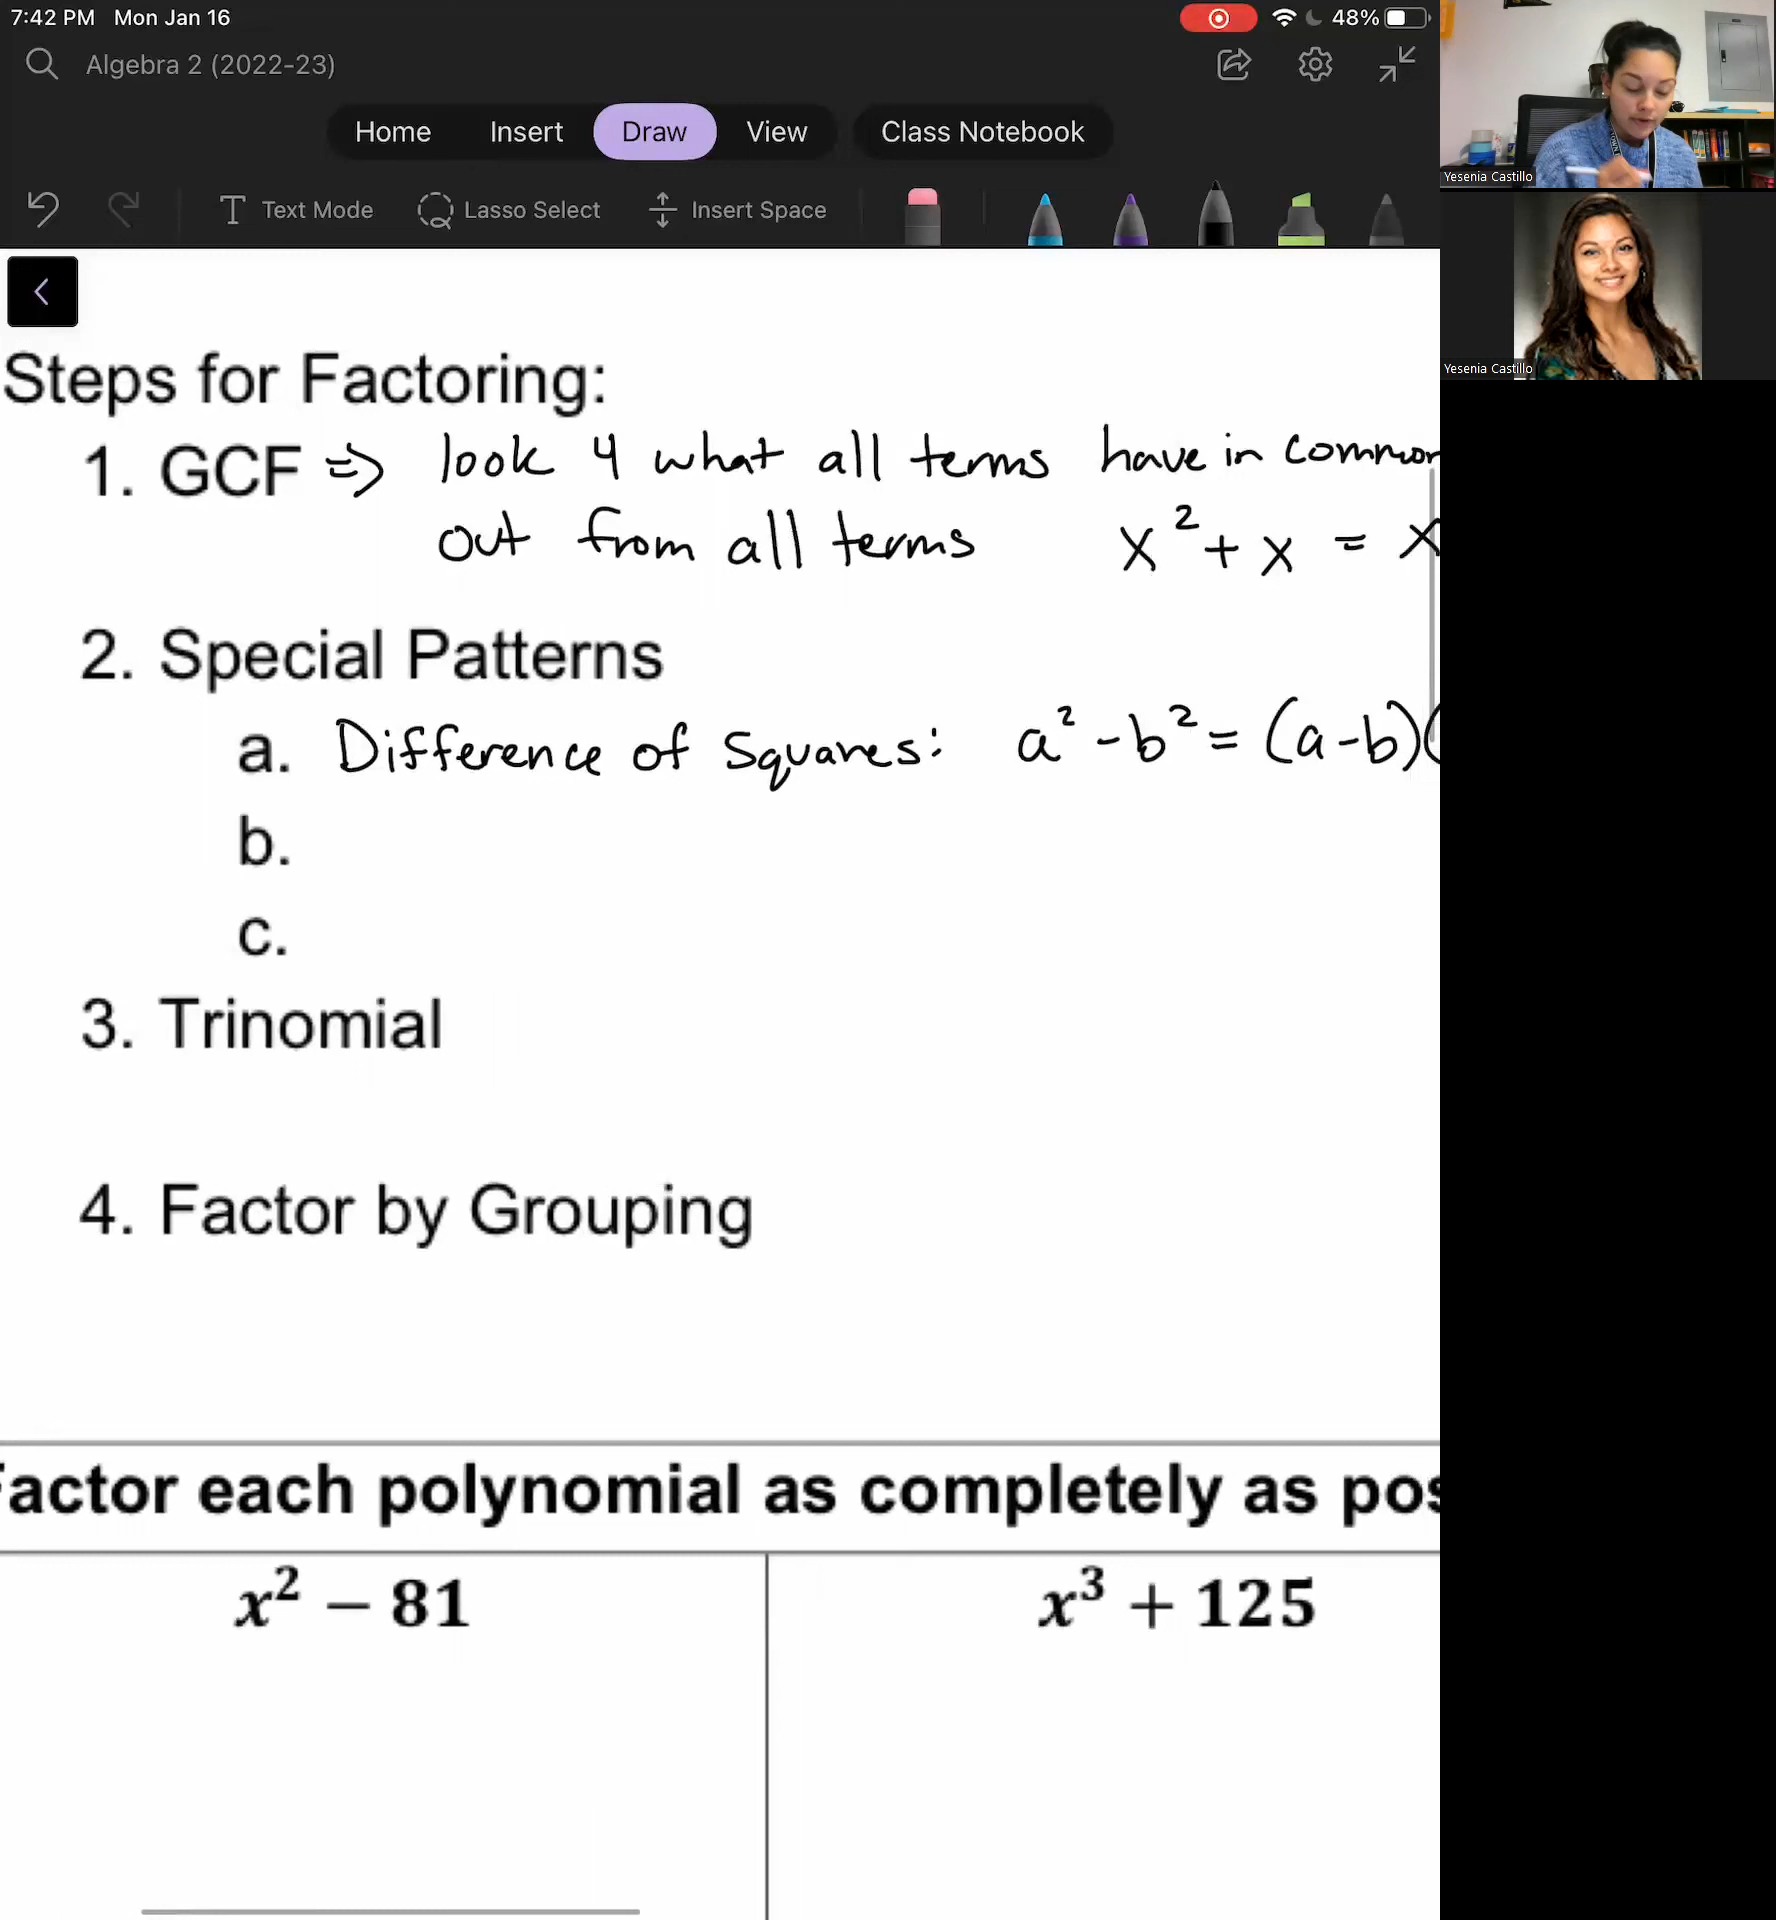 7:42 PM Mon Jan 16
48%
Algebra 2 (2022-23)
Home Insert Draw View Class Notebook
Text Mode Lasso Select Insert Space
Yesenia Castillo
Yesenia Castillo
Steps for Factoring:
1. GCF ⇒ look 4 what all terms have in common
out from all terms x² + x = x
2. Special Patterns
a. Difference of Squares: a² - b² = (a-b)(
b.
c.
3. Trinomial
4. Factor by Grouping
actor each polynomial as completely as pos
x² – 81
x³ + 125